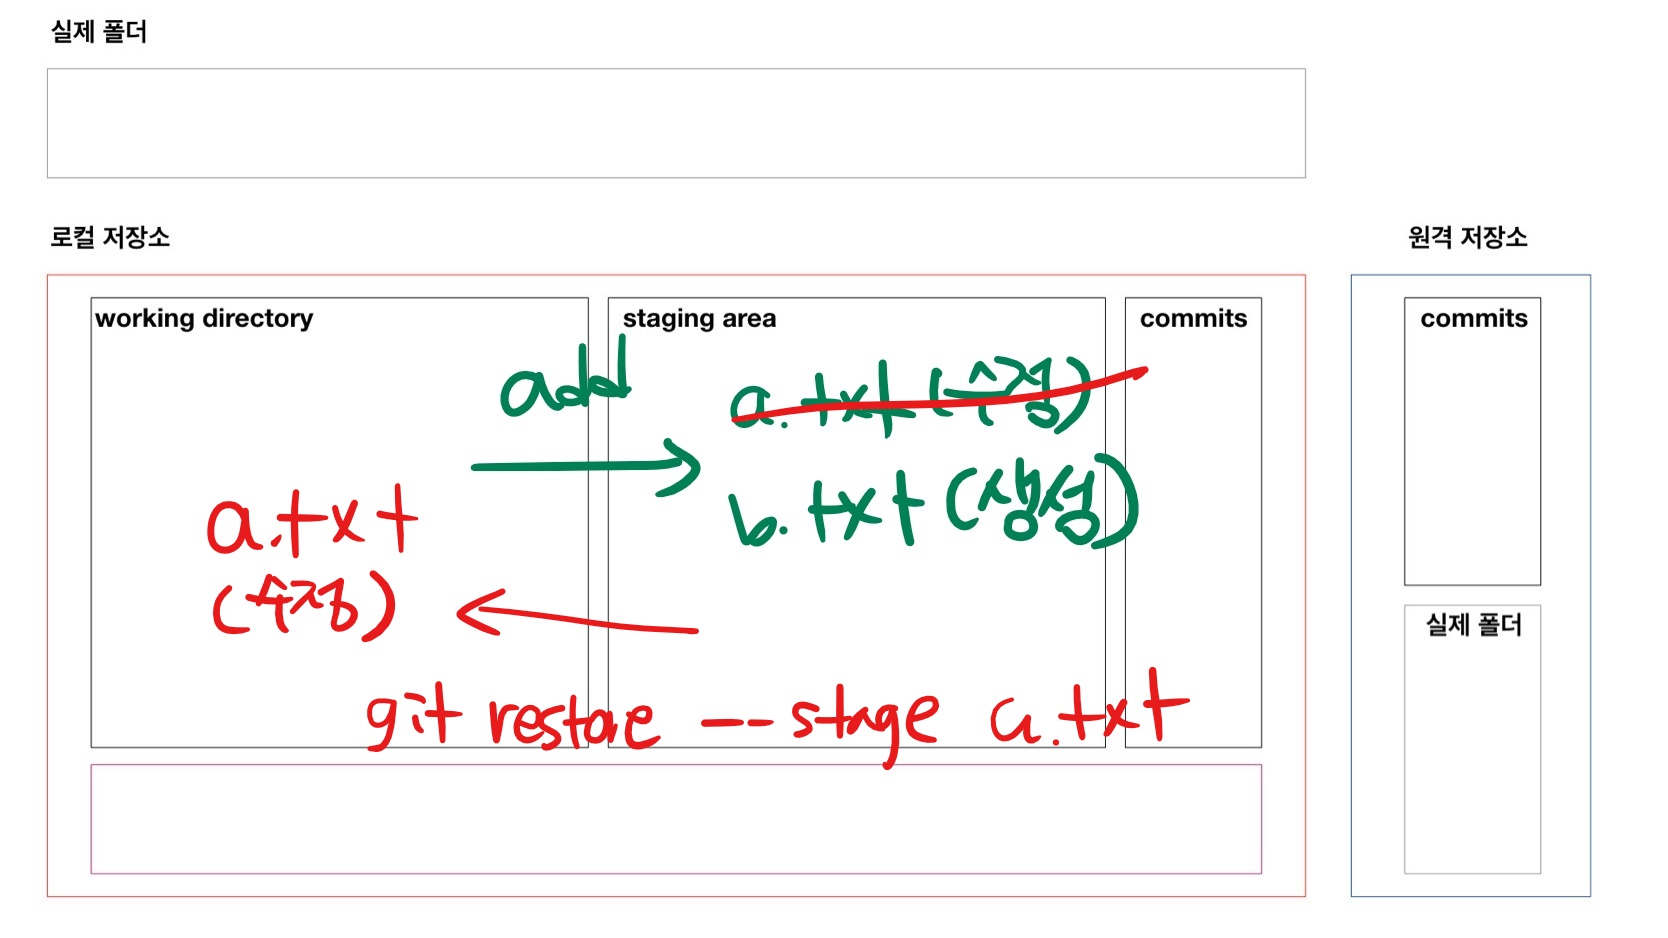 실제 폴더
로컬 저장소
원격 저장소
working directory
staging area
commits
commits
add
a.txt (수정)
b.txt (생성)
a.txt
(수정)
git restore --stage a.txt
실제 폴더